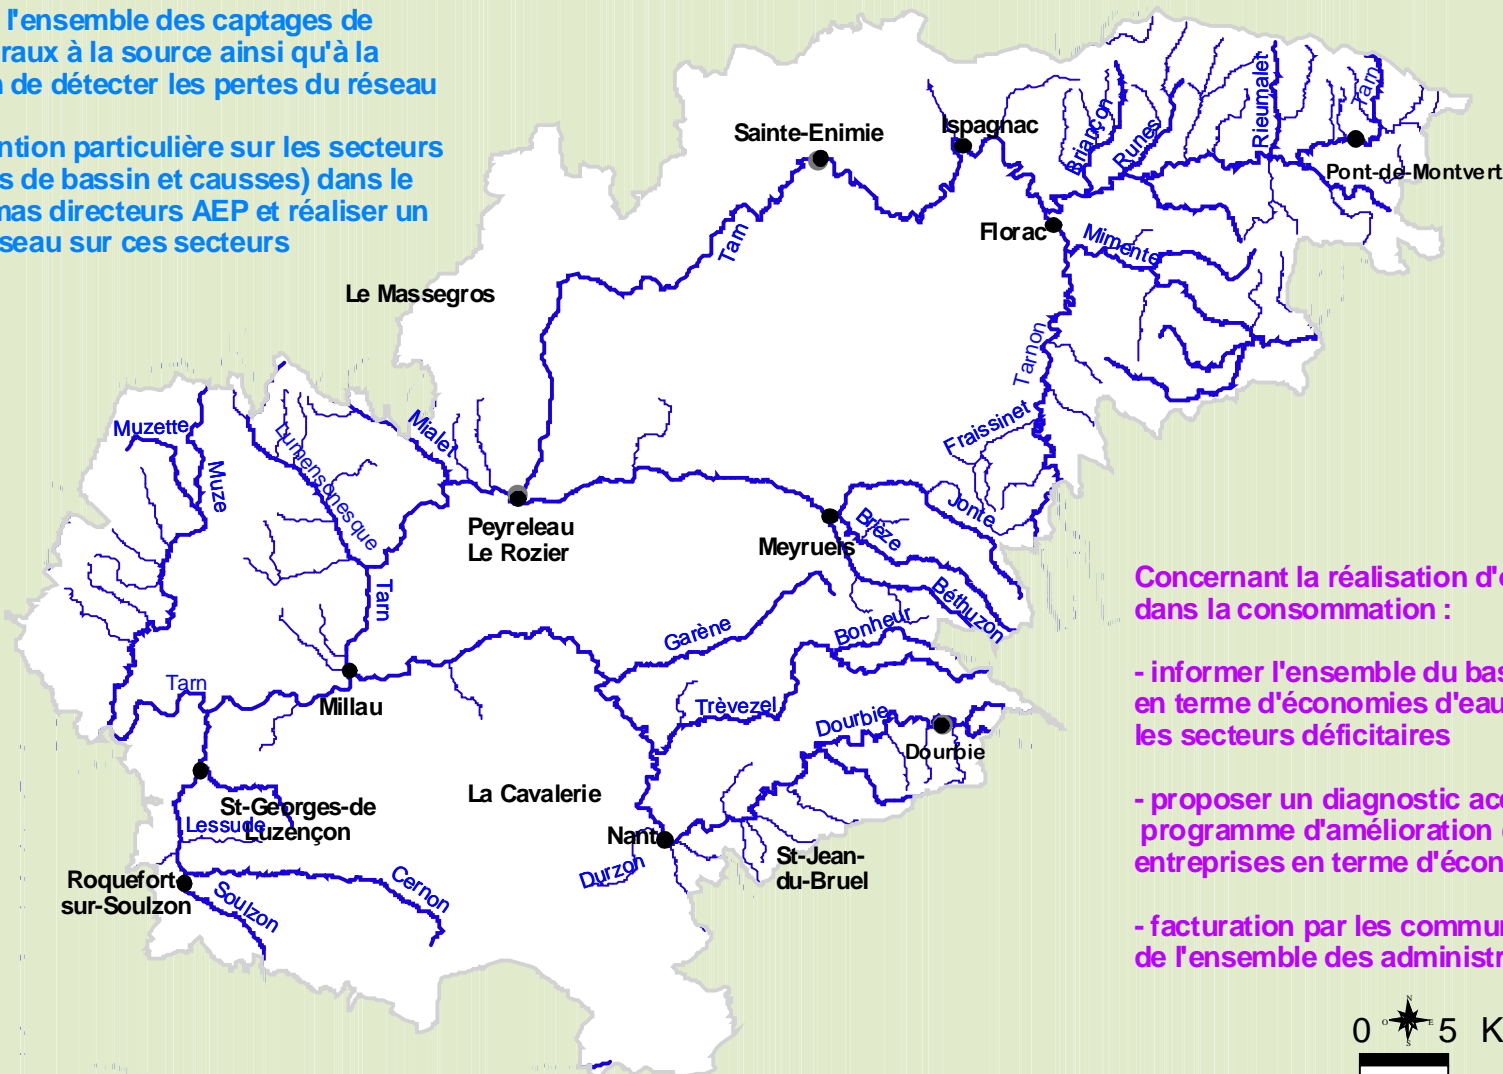 l'ensemble des captages de
raux à la source ainsi qu'à la
de détecter les pertes du réseau
ntion particulière sur les secteurs
s de bassin et causses) dans le
mas directeurs AEP et réaliser un
seau sur ces secteurs
Sainte-Enimie
Ispagnac
Briançon
Runes
Rieumalet
Tarn
Pont-de-Montvert
Florac
Mimente
Tarn
Le Massegros
Tarnon
Fraissinet
Muzette
Muze
Lumensonesque
Mialet
Peyreleau
Le Rozier
Meyrueis
Jonte
Brèze
Béthuzon
Tarn
Garène
Bonheur
Tarn
Millau
Trèvezel
Dourbie
Dourbie
St-Georges-de
Luzençon
Lessude
La Cavalerie
Nant
Durzon
St-Jean-
du-Bruel
Roquefort
sur-Soulzon
Soulzon
Cernon
Concernant la réalisation d'
dans la consommation :
- informer l'ensemble du bas
en terme d'économies d'eau
les secteurs déficitaires
- proposer un diagnostic acc
programme d'amélioration
entreprises en terme d'écon
- facturation par les commu
de l'ensemble des administr
N
O E
S
0 5 K